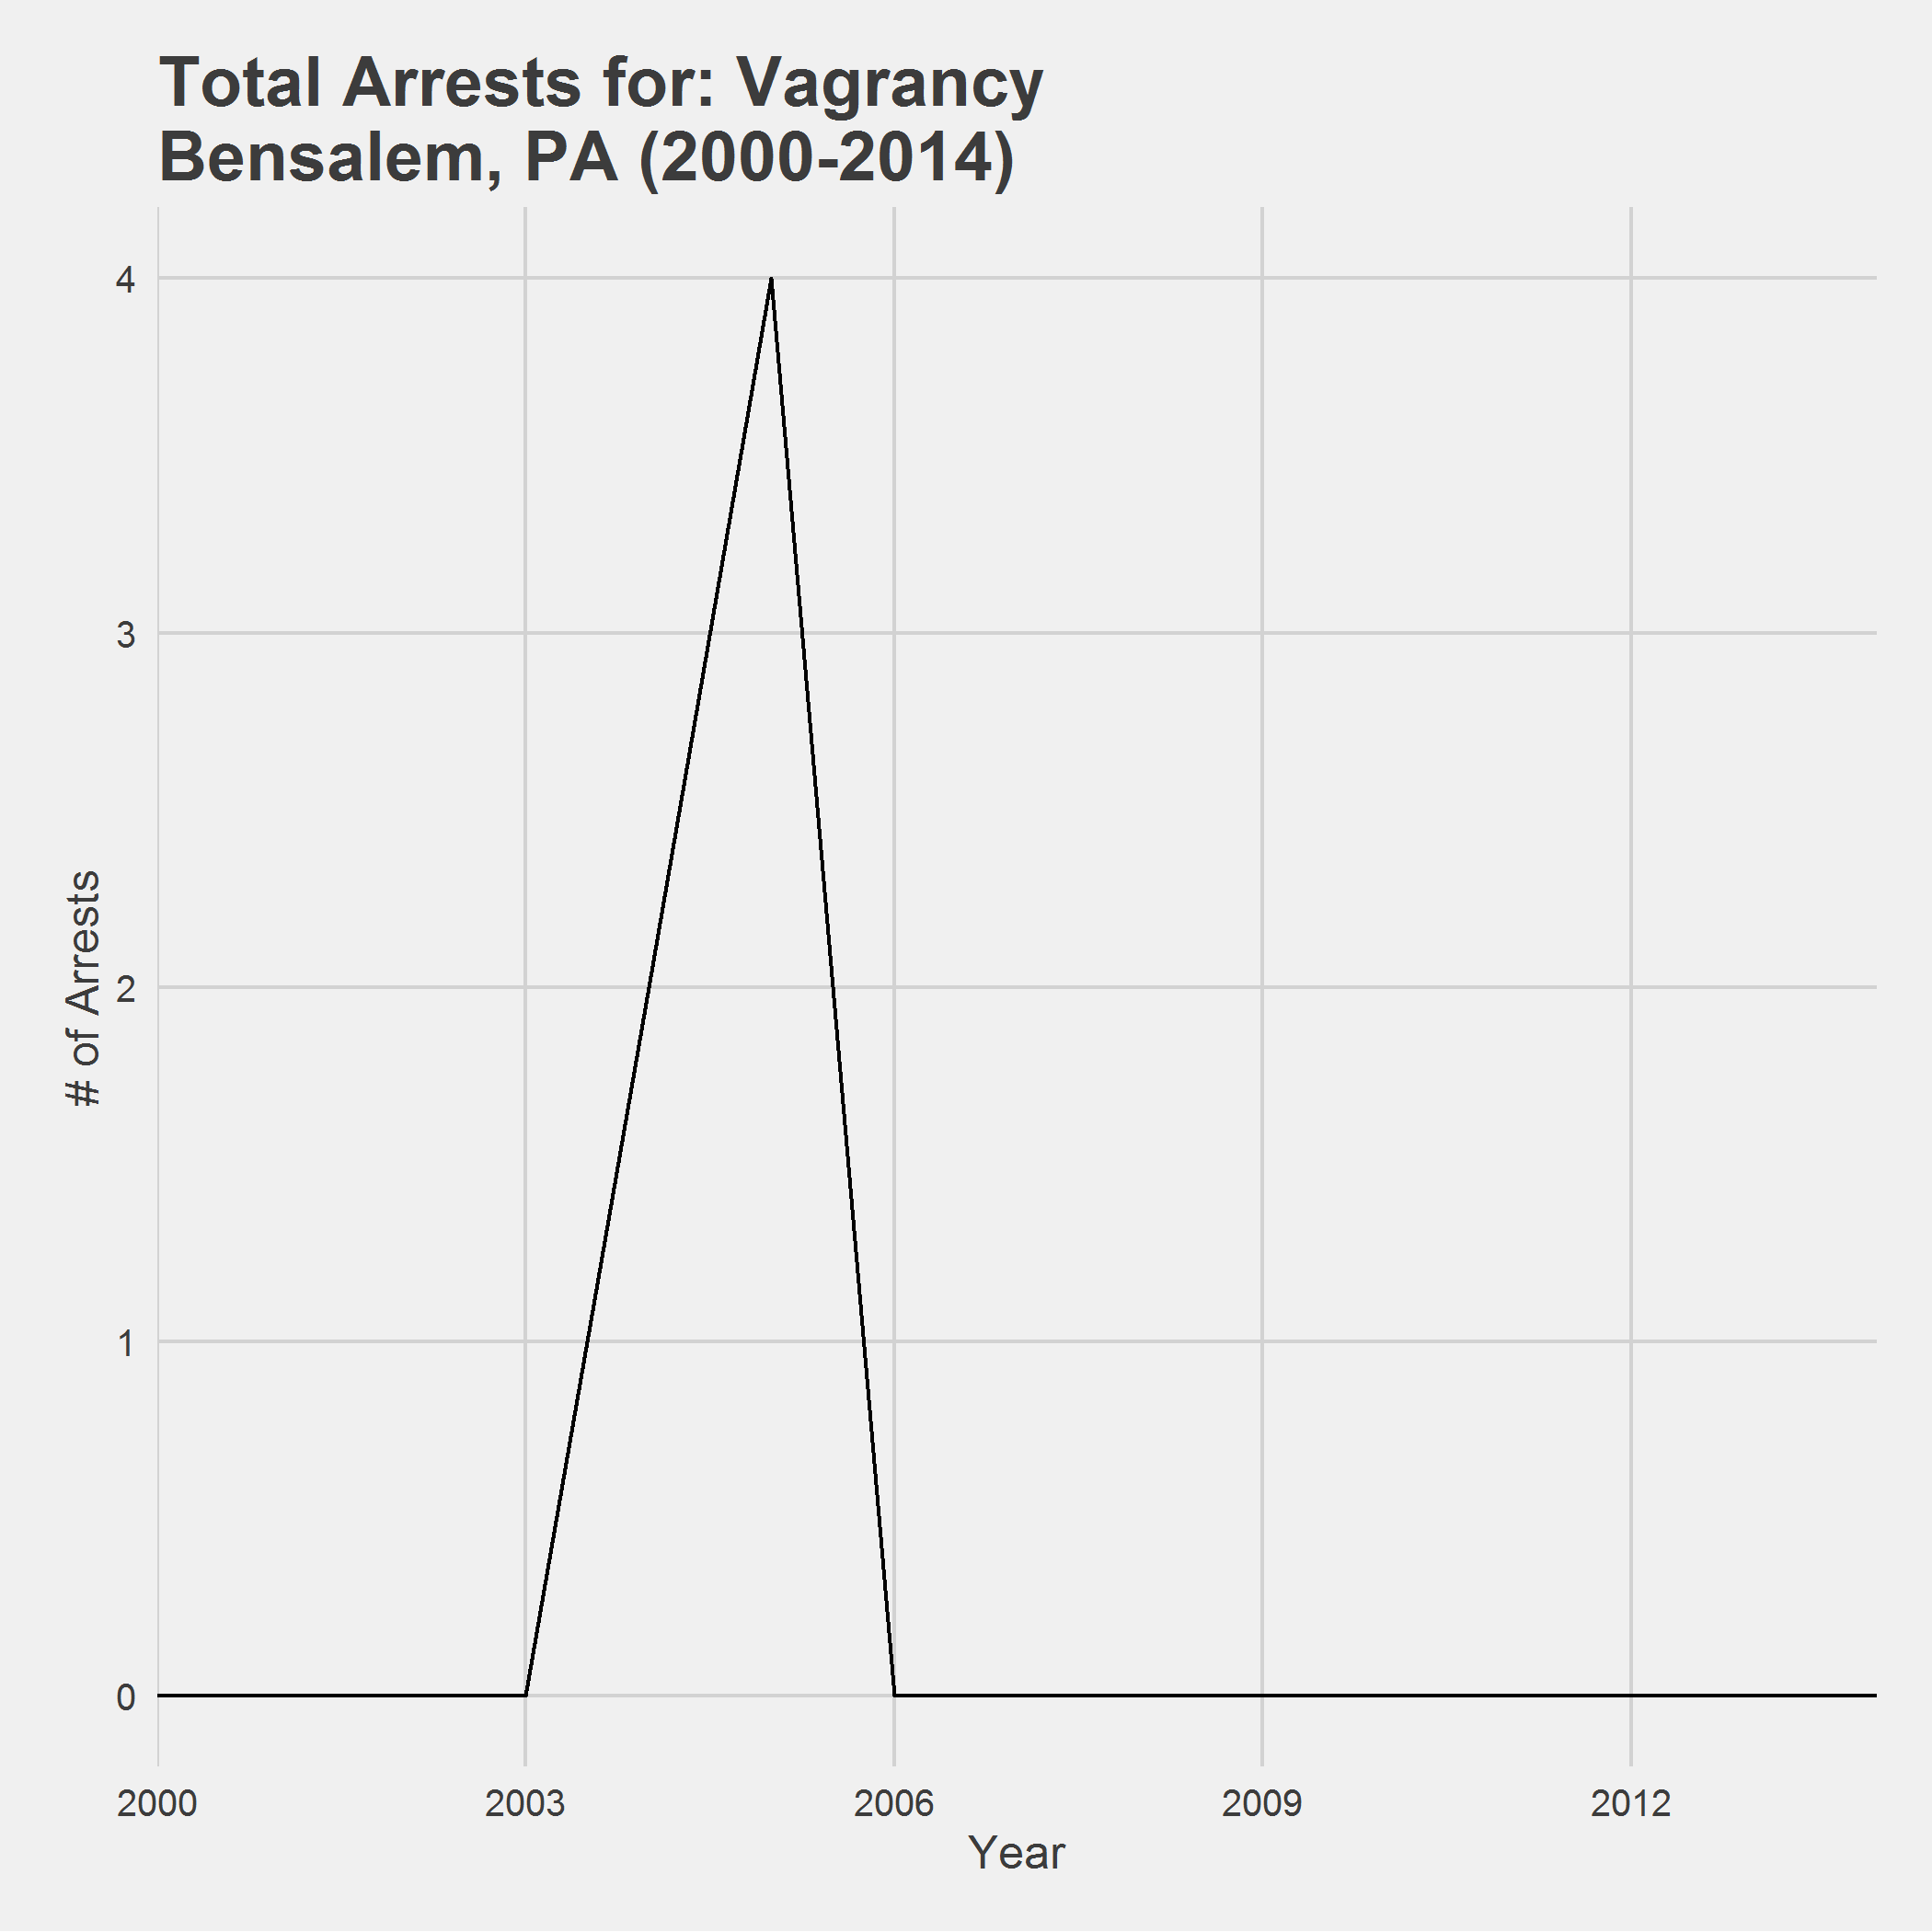 Total Arrests for: Vagrancy
Bensalem, PA (2000-2014)
4
3
2
1
0
# of Arrests
2000 2003 2006 2009 2012
Year